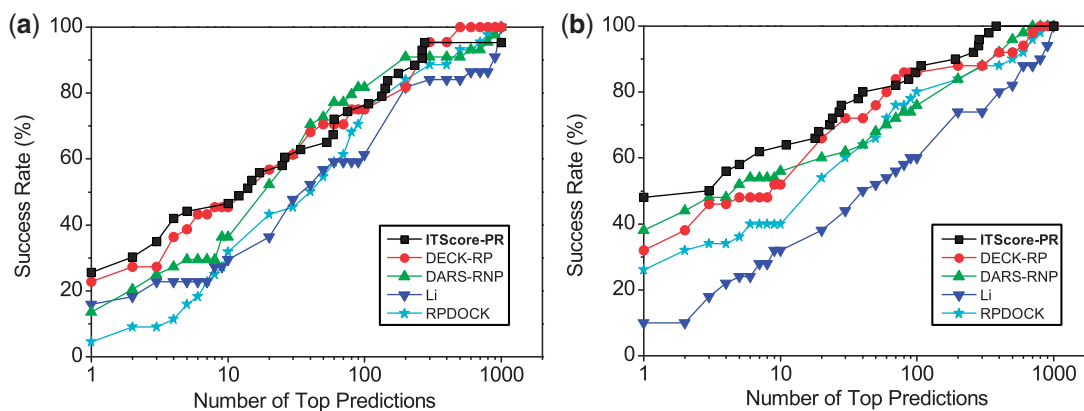 (a)
Success Rate (%)
100
80
60
40
20
0
1
10
100
1000
Number of Top Predictions
ITScore-PR
DECK-RP
DARS-RNP
Li
RPDOCK
(b)
Success Rate (%)
100
80
60
40
20
0
1
10
100
1000
Number of Top Predictions
ITScore-PR
DECK-RP
DARS-RNP
Li
RPDOCK